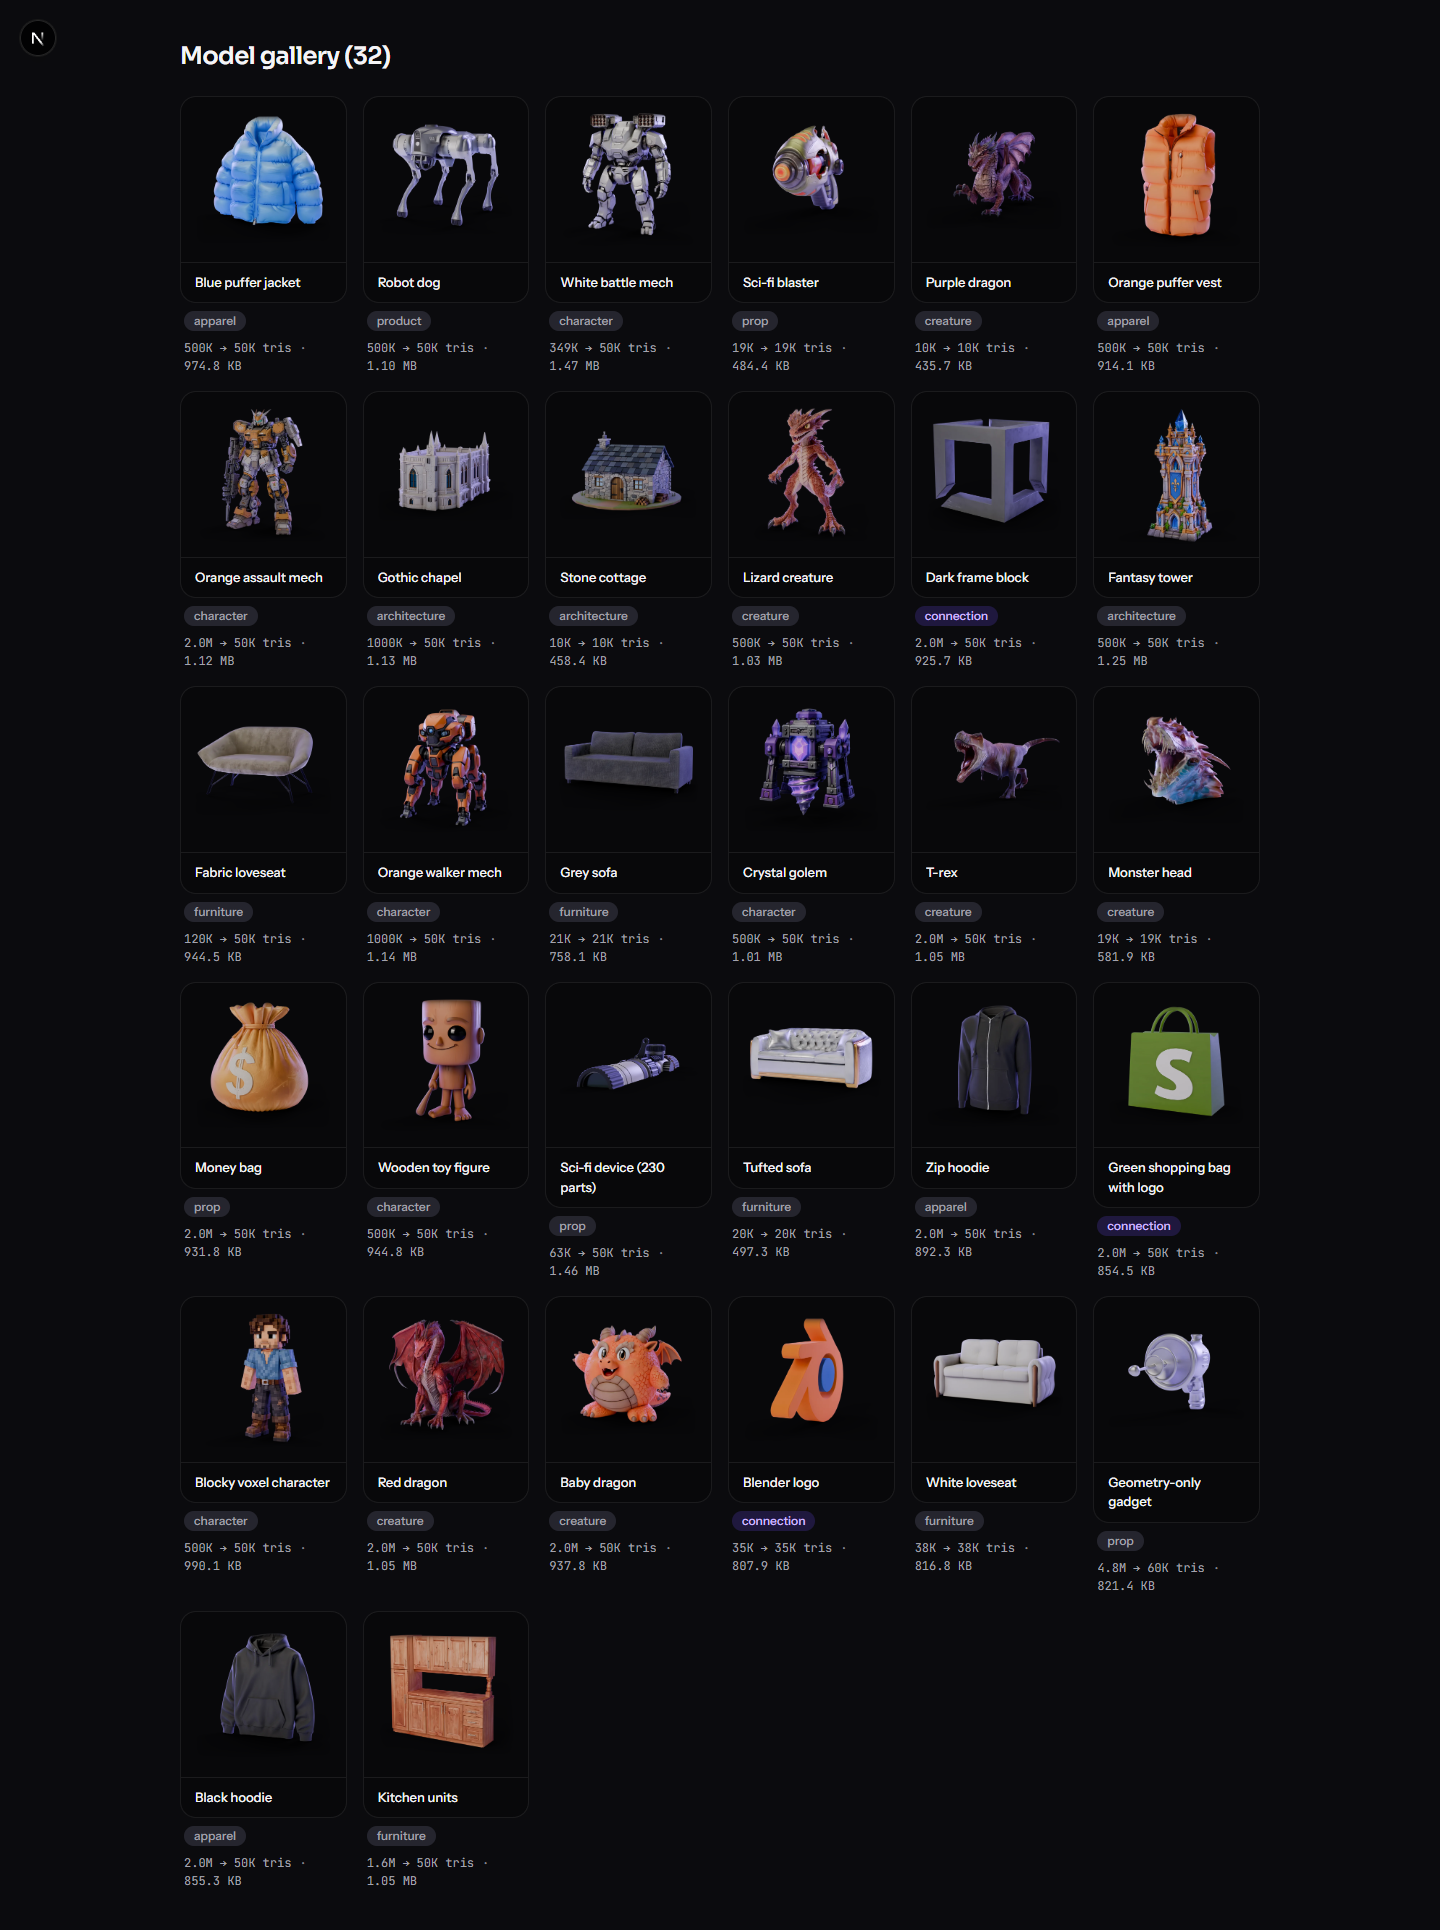 N
Model gallery (32)
Blue puffer jacket
apparel
500K → 50K tris ·
974.8 KB
Robot dog
product
500K → 50K tris ·
1.10 MB
White battle mech
character
349K → 50K tris ·
1.47 MB
Sci-fi blaster
prop
19K → 19K tris ·
484.4 KB
Purple dragon
creature
10K → 10K tris ·
435.7 KB
Orange puffer vest
apparel
500K → 50K tris ·
914.1 KB
Orange assault mech
character
2.0M → 50K tris ·
1.12 MB
Gothic chapel
architecture
1000K → 50K tris ·
1.13 MB
Stone cottage
architecture
10K → 10K tris ·
458.4 KB
Lizard creature
creature
500K → 50K tris ·
1.03 MB
Dark frame block
connection
2.0M → 50K tris ·
925.7 KB
Fantasy tower
architecture
500K → 50K tris ·
1.25 MB
Fabric loveseat
furniture
120K → 50K tris ·
944.5 KB
Orange walker mech
character
1000K → 50K tris ·
1.14 MB
Grey sofa
furniture
21K → 21K tris ·
758.1 KB
Crystal golem
character
500K → 50K tris ·
1.01 MB
T-rex
creature
2.0M → 50K tris ·
1.05 MB
Monster head
creature
19K → 19K tris ·
581.9 KB
$
Money bag
prop
2.0M → 50K tris ·
931.8 KB
Wooden toy figure
character
500K → 50K tris ·
944.8 KB
Sci-fi device (230
parts)
prop
63K → 50K tris ·
1.46 MB
Tufted sofa
furniture
20K → 20K tris ·
497.3 KB
Zip hoodie
apparel
2.0M → 50K tris ·
892.3 KB
S
Green shopping bag
with logo
connection
2.0M → 50K tris ·
854.5 KB
Blocky voxel character
character
500K → 50K tris ·
990.1 KB
Red dragon
creature
2.0M → 50K tris ·
1.05 MB
Baby dragon
creature
2.0M → 50K tris ·
937.8 KB
Blender logo
connection
35K → 35K tris ·
807.9 KB
White loveseat
furniture
38K → 38K tris ·
816.8 KB
Geometry-only
gadget
prop
4.8M → 60K tris ·
821.4 KB
Black hoodie
apparel
2.0M → 50K tris ·
855.3 KB
Kitchen units
furniture
1.6M → 50K tris ·
1.05 MB